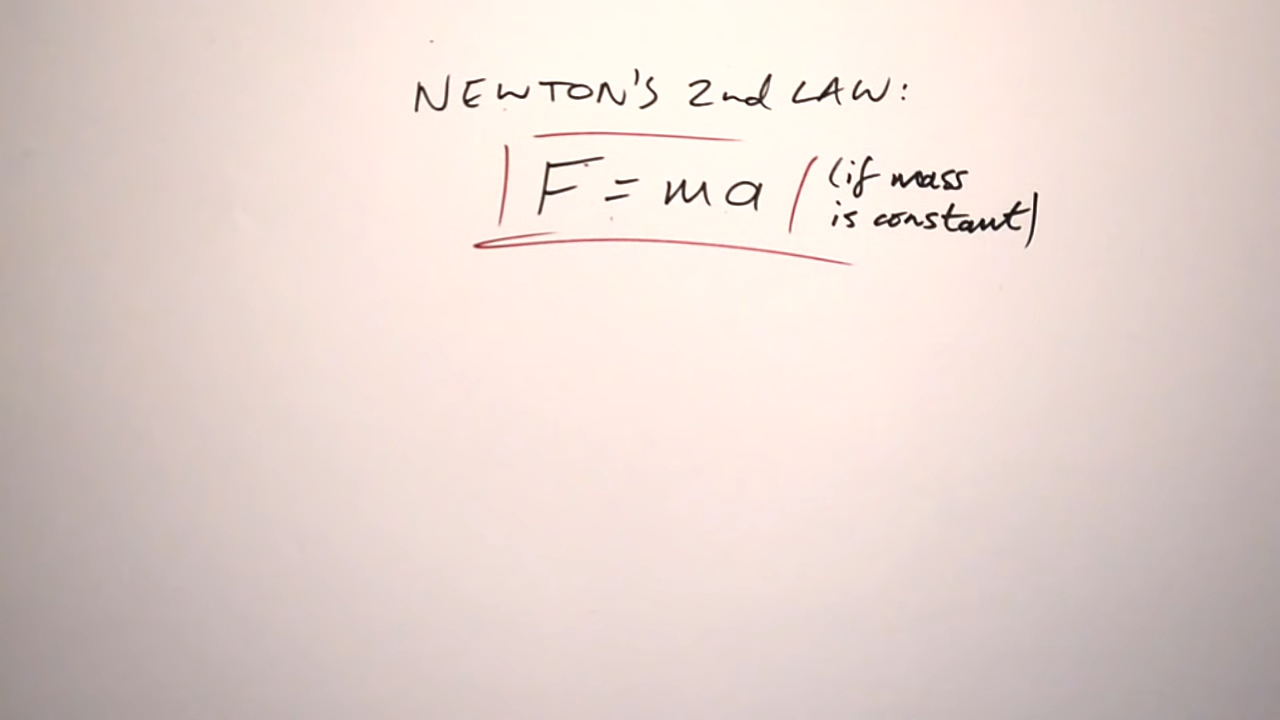 NEWTON'S 2nd LAW:
F = ma (if mass
is constant)